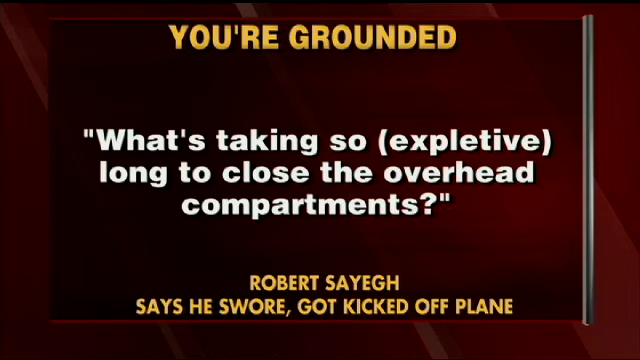 YOU'RE GROUNDED
"What's taking so (expletive)
long to close the overhead
compartments?"
ROBERT SAYEGH
SAYS HE SWORE, GOT KICKED OFF PLANE